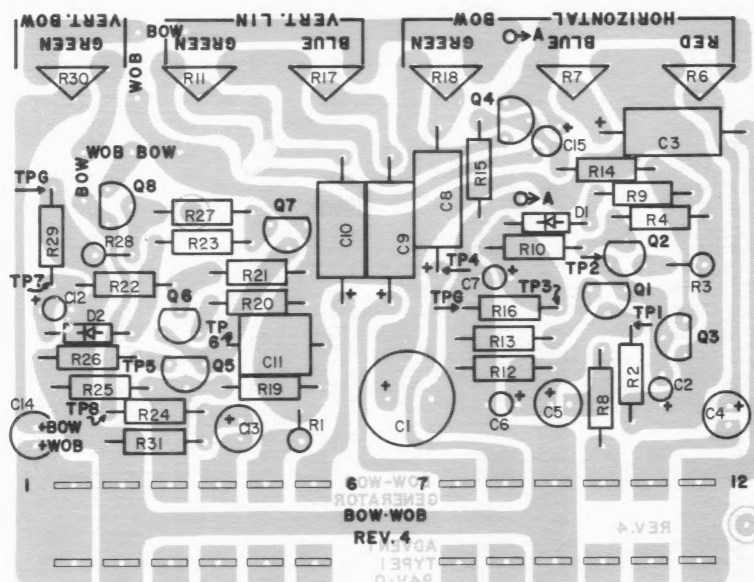 VERT. BOW VERT. LIN BOW HORIZONTAL
GREEN BOW GREEN BLUE GREEN A BLUE RED
R30 WOB R11 R17 R18 R7 R6
Q4
C15 + + C3
WOB BOW
TPG BOW Q8 R15 R14
R27 Q7 C10 C9 C8 A R9
R29 R23 D1 R4
R28 R10 Q2
TP7 R21 TP4 TP2
R22 C7 R3
C12 Q6 R20 TPG TP3 Q1
D2 TP6 R16 TP1
R26 TP5 Q5 C11 R13 Q3
R25 R19 R12 R2 C2
C14 TP8 R24 C13 R1 C1 C6 C5 R8 C4
+BOW
+WOB R31
1 6 7 12
BOW-WOB
GENERATOR
BOW-WOB
REV. 4
REV.4
ADVENT
TYPE I